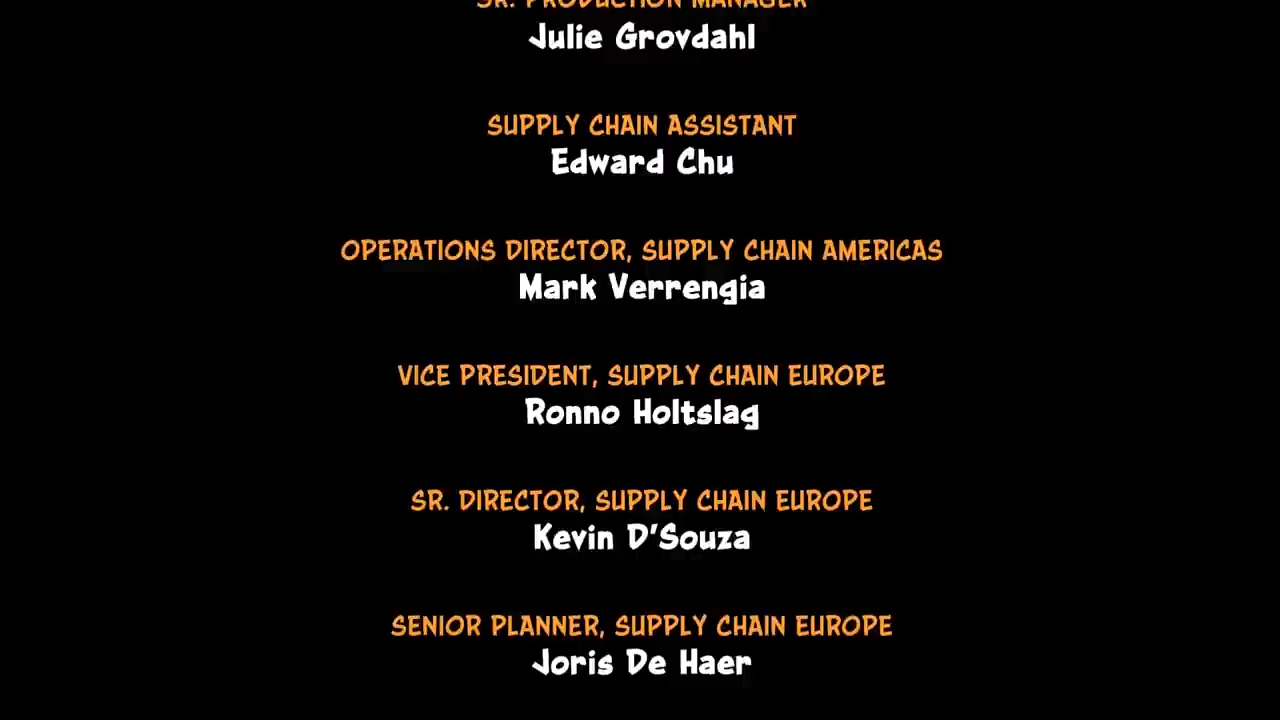 SR. PRODUCTION MANAGER
Julie Grovdahl
SUPPLY CHAIN ASSISTANT
Edward Chu
OPERATIONS DIRECTOR, SUPPLY CHAIN AMERICAS
Mark Verrengia
VICE PRESIDENT, SUPPLY CHAIN EUROPE
Ronno Holtslag
SR. DIRECTOR, SUPPLY CHAIN EUROPE
Kevin D'Souza
SENIOR PLANNER, SUPPLY CHAIN EUROPE
Joris De Haer